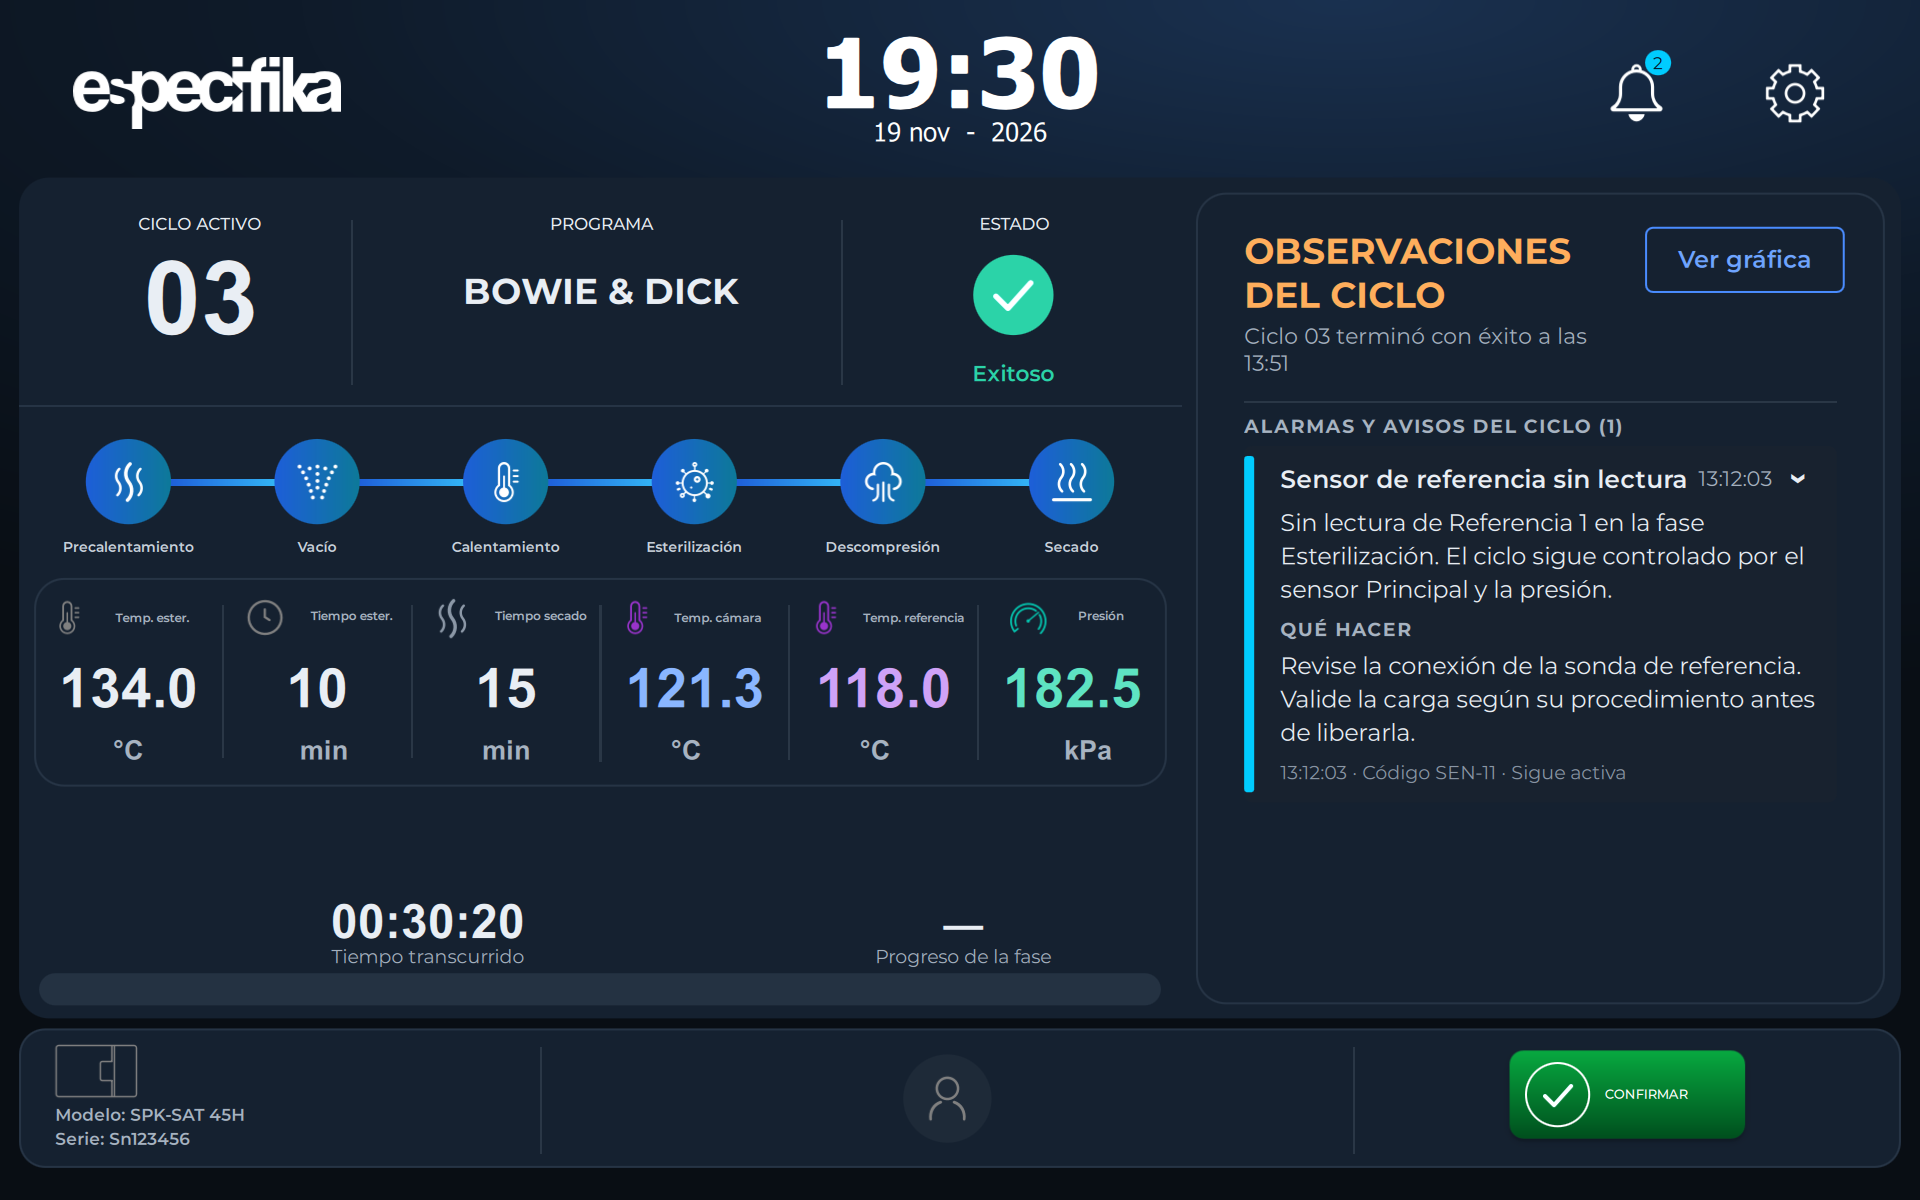 especifika
19:30
19 nov - 2026
2
CICLO ACTIVO
03
PROGRAMA
BOWIE & DICK
ESTADO
Exitoso
Precalentamiento
Vacío
Calentamiento
Esterilización
Descompresión
Secado
Temp. ester.
134.0
°C
Tiempo ester.
10
min
Tiempo secado
15
min
Temp. cámara
121.3
°C
Temp. referencia
118.0
°C
Presión
182.5
kPa
00:30:20
Tiempo transcurrido
—
Progreso de la fase
OBSERVACIONES
DEL CICLO
Ver gráfica
Ciclo 03 terminó con éxito a las
13:51
ALARMAS Y AVISOS DEL CICLO (1)
Sensor de referencia sin lectura 13:12:03
Sin lectura de Referencia 1 en la fase
Esterilización. El ciclo sigue controlado por el
sensor Principal y la presión.
QUÉ HACER
Revise la conexión de la sonda de referencia.
Valide la carga según su procedimiento antes
de liberarla.
13:12:03 · Código SEN-11 · Sigue activa
Modelo: SPK-SAT 45H
Serie: Sn123456
CONFIRMAR